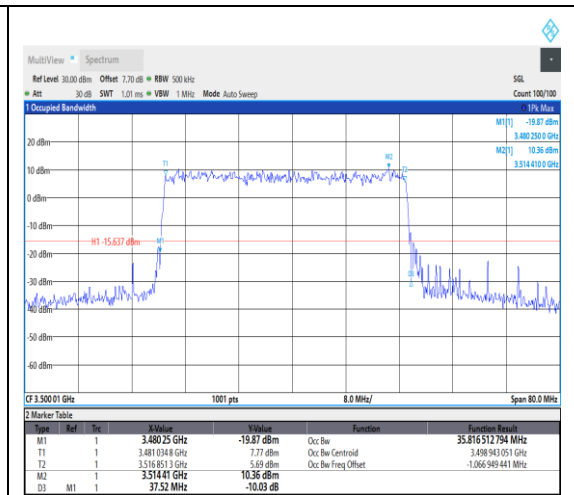 MultiView Spectrum
Ref Level 30.00 dBm Offset 7.70 dB RBW 500 kHz SGL
Att 30 dB SWT 1.01 ms VBW 1 MHz Mode Auto Sweep Count 100/100
1 Occupied Bandwidth 1Pk Max
M1[1] -19.87 dBm
3.480 250 0 GHz
M2[1] 10.36 dBm
3.514 410 0 GHz
20 dBm
T1 M2 T2
10 dBm
0 dBm
-10 dBm
H1 -15.637 dBm M1
-20 dBm
D3
-30 dBm
-40 dBm
-50 dBm
-60 dBm
CF 3.500 01 GHz 1001 pts 8.0 MHz/ Span 80.0 MHz
2 Marker Table
Type Ref Trc X-Value Y-Value Function Function Result
M1 1 3.480 25 GHz -19.87 dBm Occ Bw 35.816 512 794 MHz
T1 1 3.481 034 8 GHz 7.77 dBm Occ Bw Centroid 3.498 943 051 GHz
T2 1 3.516 851 3 GHz 5.69 dBm Occ Bw Freq Offset -1.066 949 441 MHz
M2 1 3.514 41 GHz 10.36 dBm
D3 M1 1 37.52 MHz -10.03 dB